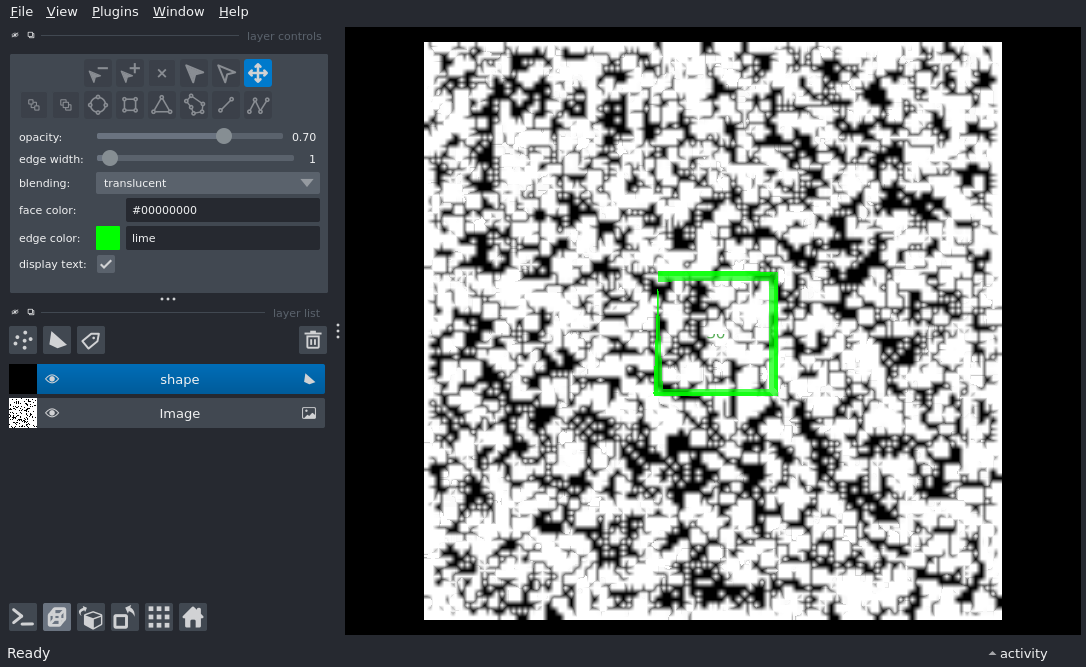 File View Plugins Window Help
layer controls
opacity: 0.70
edge width: 1
blending: translucent
face color: #00000000
edge color: lime
display text:
layer list
shape
Image
Ready
activity